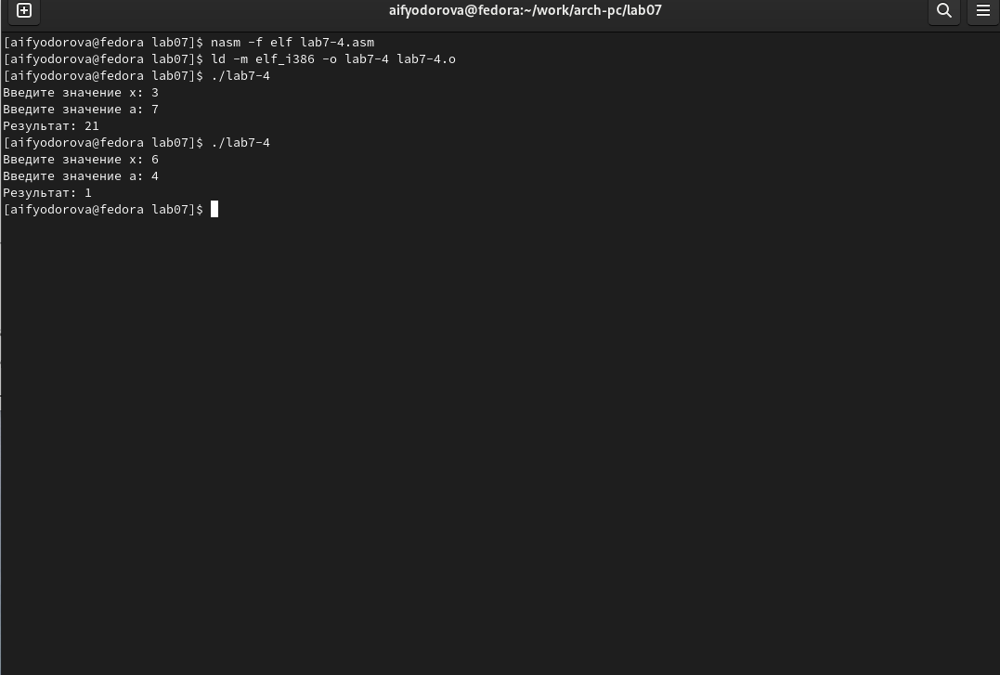 aifyodorova@fedora:~/work/arch-pc/lab07
[aifyodorova@fedora lab07]$ nasm -f elf lab7-4.asm
[aifyodorova@fedora lab07]$ ld -m elf_i386 -o lab7-4 lab7-4.o
[aifyodorova@fedora lab07]$ ./lab7-4
Введите значение x: 3
Введите значение a: 7
Результат: 21
[aifyodorova@fedora lab07]$ ./lab7-4
Введите значение x: 6
Введите значение a: 4
Результат: 1
[aifyodorova@fedora lab07]$